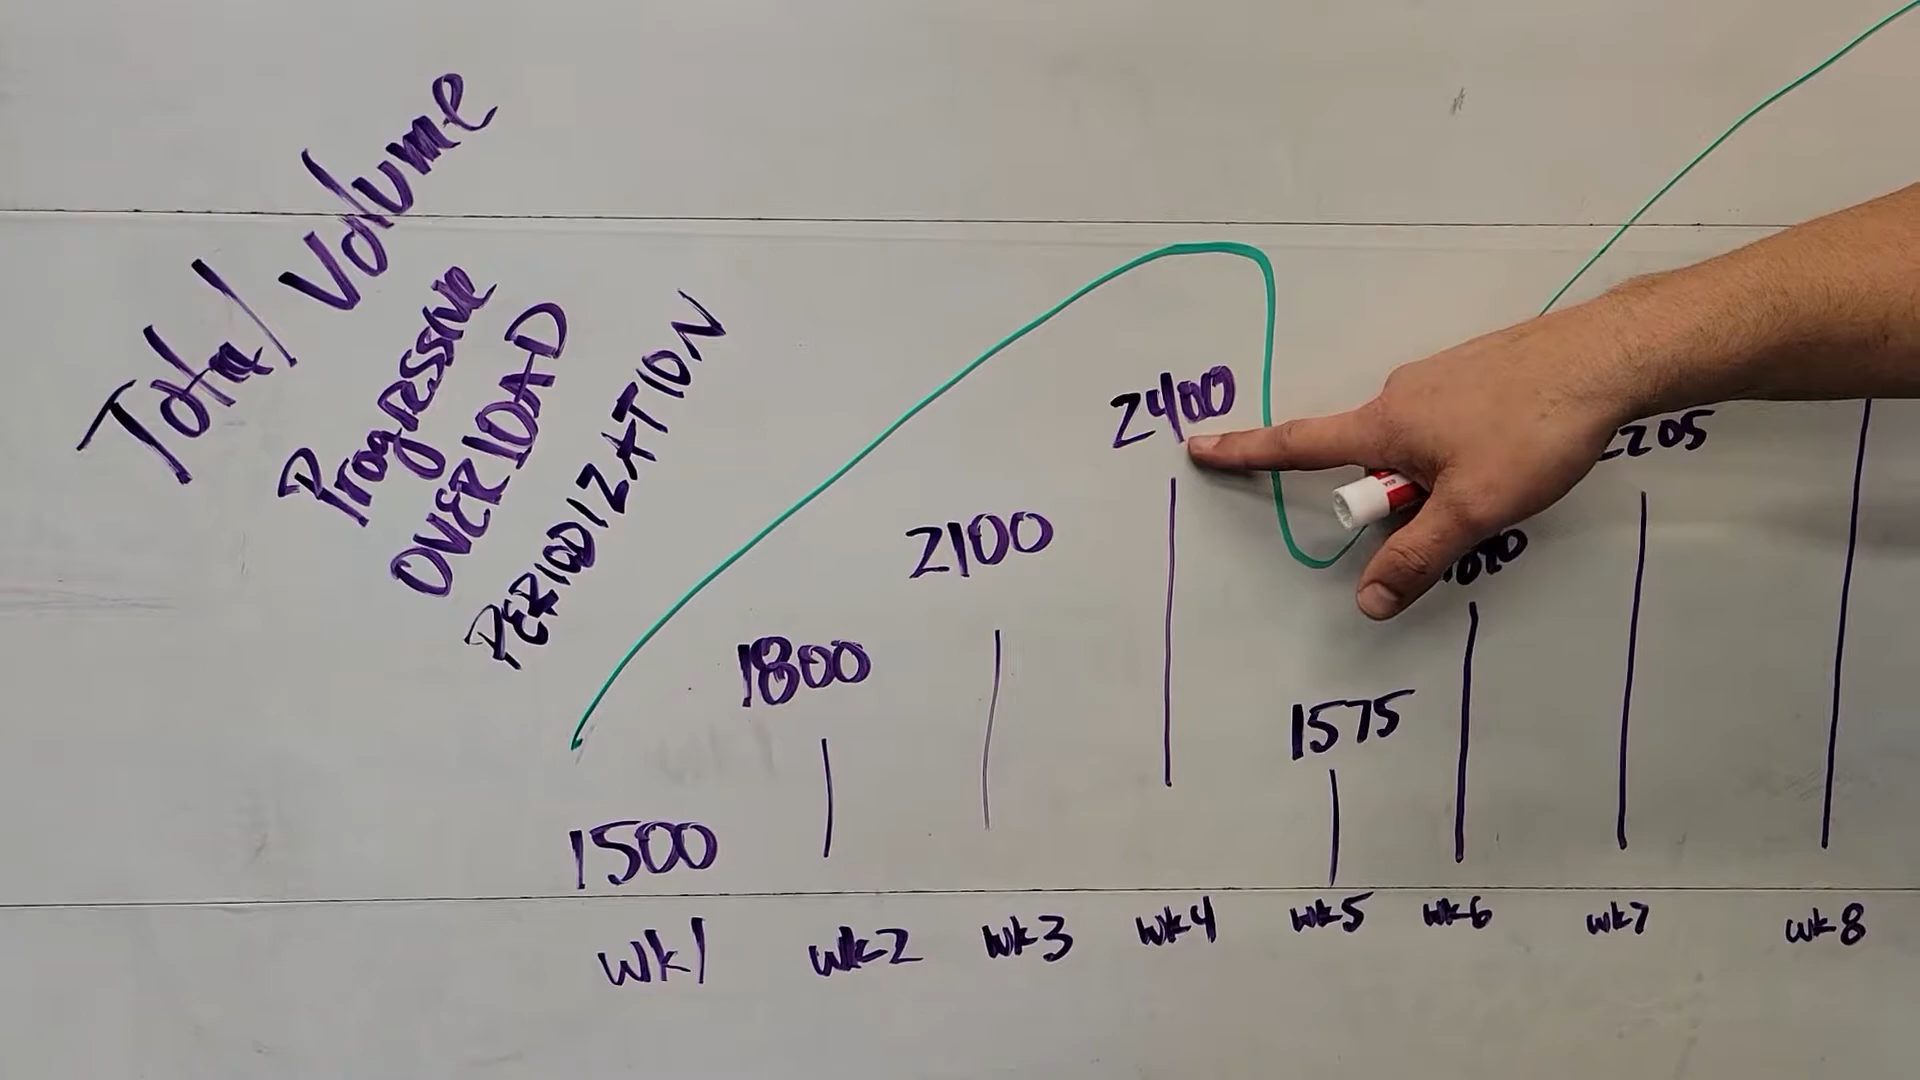 Total Volume
Progressive
OVERLOAD
PERIODIZATION
2400
2205
2100
1800
1575
1500
wk1 wk2 wk3 wk4 wk5 wk6 wk7 wk8